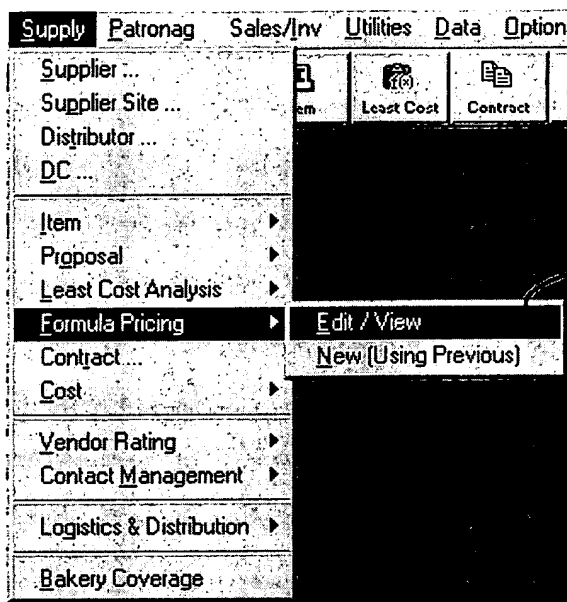 Supply Patronag Sales/Inv Utilities Data Option
Supplier ...
Supplier Site ...
Distributor ...
DC ...
em Least Cost Contract
Item
Proposal
Least Cost Analysis
Formula Pricing
Edit / View
New (Using Previous)
Contract ...
Cost
Vendor Rating
Contact Management
Logistics & Distribution
Bakery Coverage